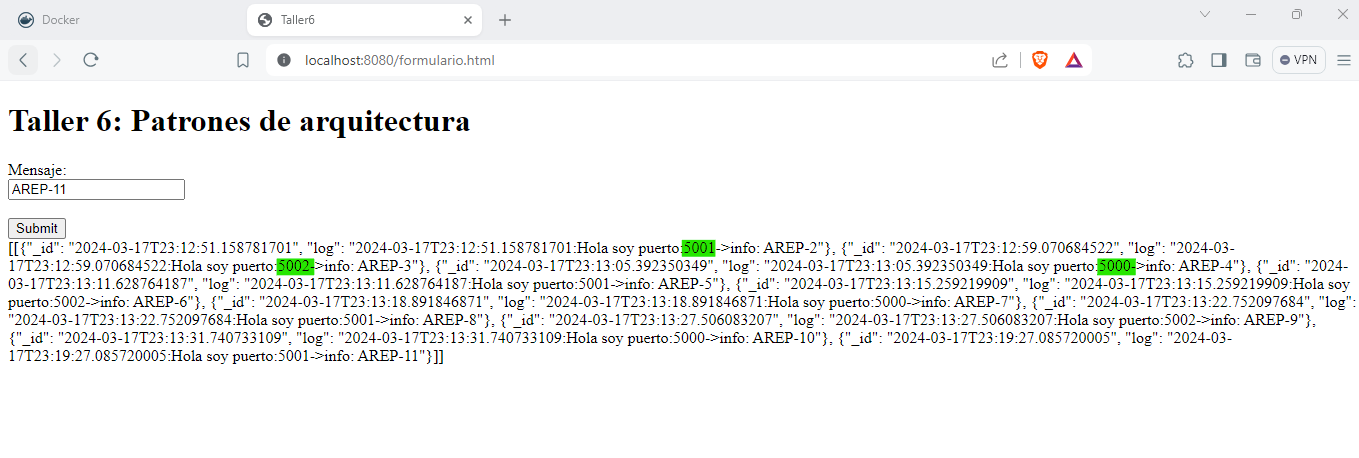 Docker
Taller6
localhost:8080/formulario.html
VPN
Taller 6: Patrones de arquitectura
Mensaje:
AREP-11
Submit
[[{"_id": "2024-03-17T23:12:51.158781701", "log": "2024-03-17T23:12:51.158781701:Hola soy puerto:5001->info: AREP-2"}, {"_id": "2024-03-17T23:12:59.070684522", "log": "2024-03-
17T23:12:59.070684522:Hola soy puerto:5002->info: AREP-3"}, {"_id": "2024-03-17T23:13:05.392350349", "log": "2024-03-17T23:13:05.392350349:Hola soy puerto:5000->info: AREP-4"}, {"_id": "2024-
03-17T23:13:11.628764187", "log": "2024-03-17T23:13:11.628764187:Hola soy puerto:5001->info: AREP-5"}, {"_id": "2024-03-17T23:13:15.259219909", "log": "2024-03-17T23:13:15.259219909:Hola soy
puerto:5002->info: AREP-6"}, {"_id": "2024-03-17T23:13:18.891846871", "log": "2024-03-17T23:13:18.891846871:Hola soy puerto:5000->info: AREP-7"}, {"_id": "2024-03-17T23:13:22.752097684", "log":
"2024-03-17T23:13:22.752097684:Hola soy puerto:5001->info: AREP-8"}, {"_id": "2024-03-17T23:13:27.506083207", "log": "2024-03-17T23:13:27.506083207:Hola soy puerto:5002->info: AREP-9"},
{"_id": "2024-03-17T23:13:31.740733109", "log": "2024-03-17T23:13:31.740733109:Hola soy puerto:5000->info: AREP-10"}, {"_id": "2024-03-17T23:19:27.085720005", "log": "2024-03-
17T23:19:27.085720005:Hola soy puerto:5001->info: AREP-11"}]]